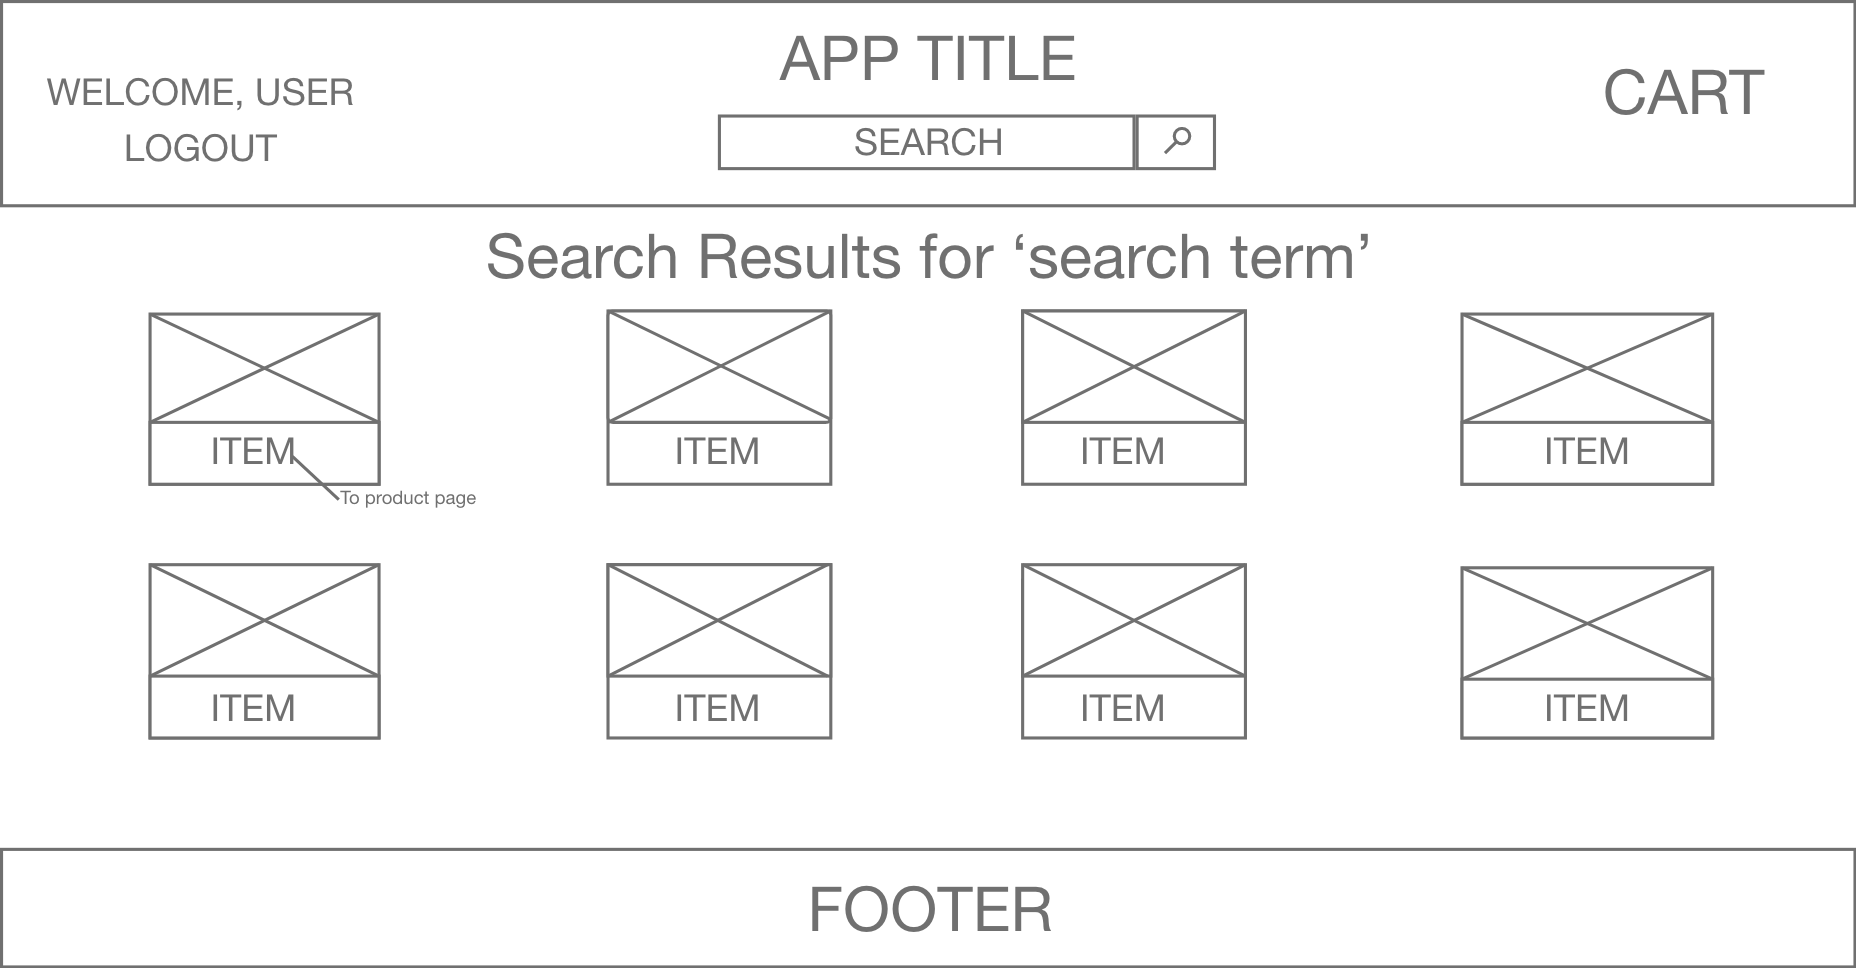 APP TITLE
WELCOME, USER
LOGOUT
SEARCH
CART
Search Results for ‘search term’
ITEM
ITEM
ITEM
ITEM
To product page
ITEM
ITEM
ITEM
ITEM
FOOTER